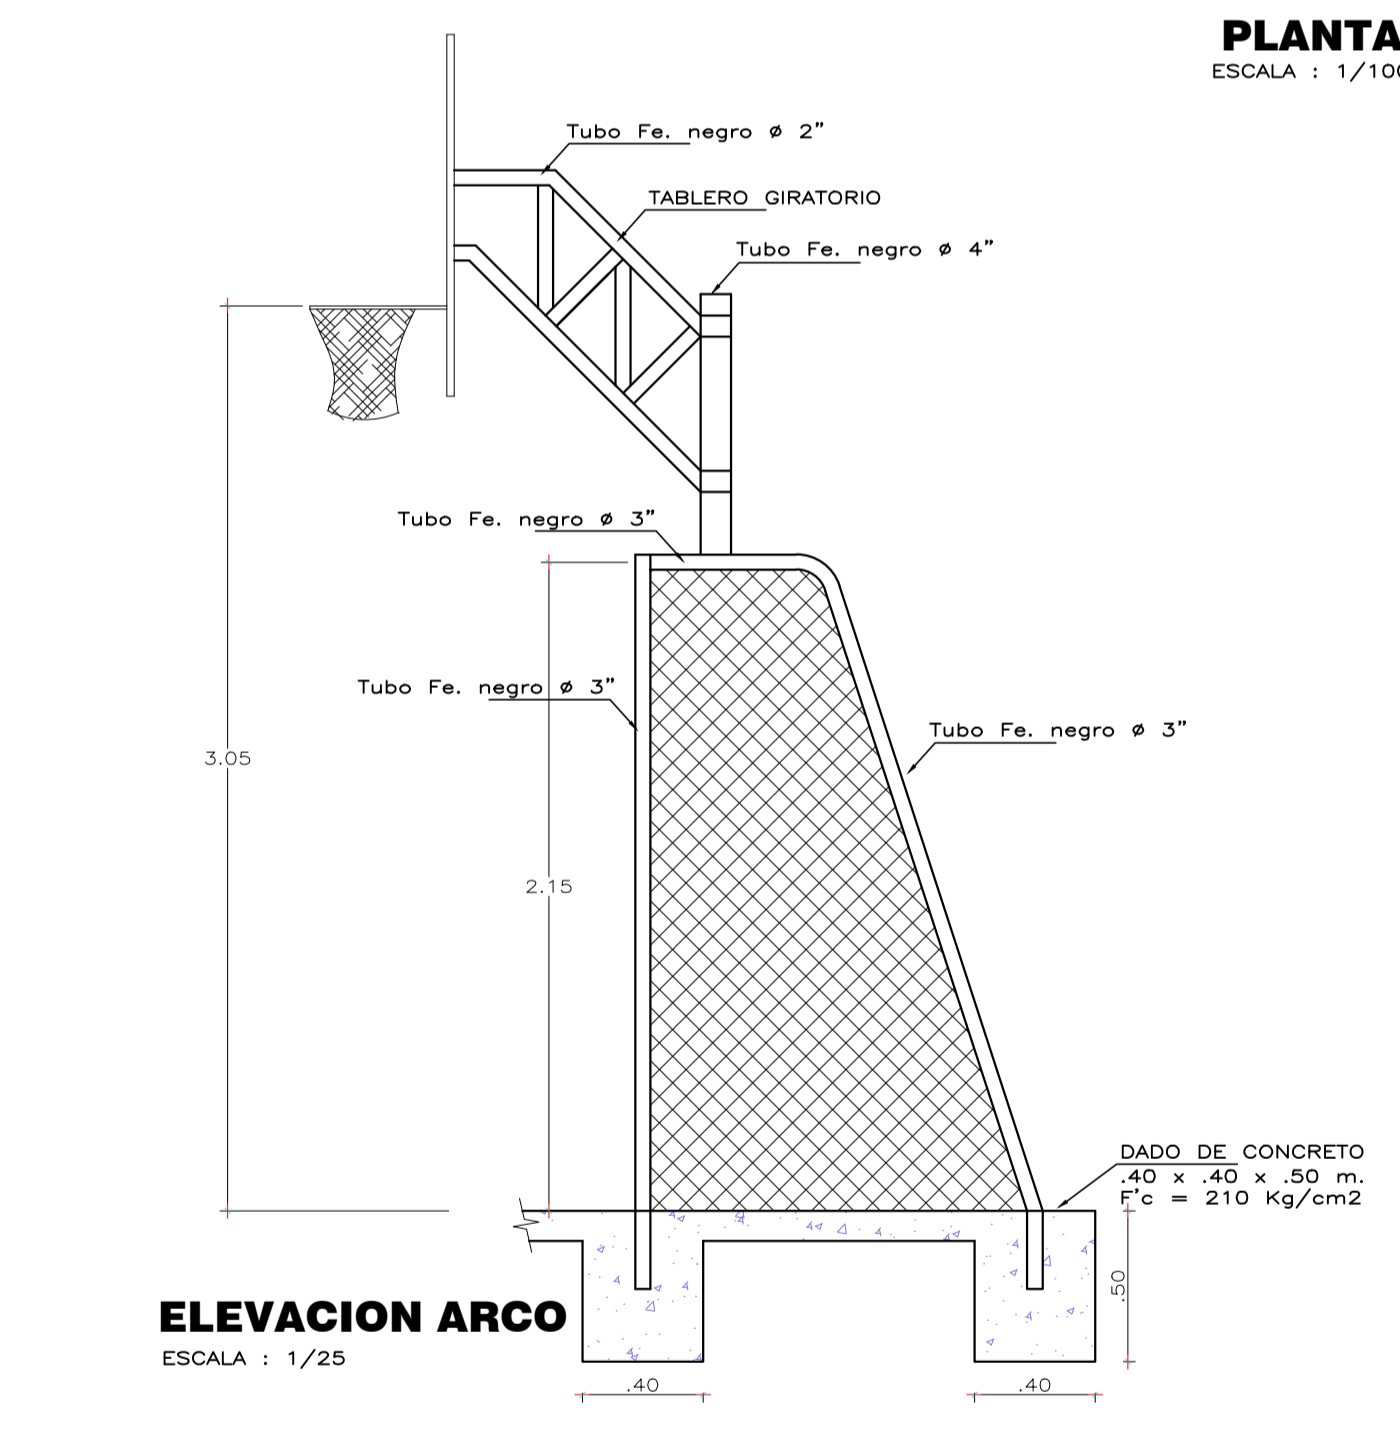 PLANTA
ESCALA : 1/100
Tubo Fe. negro ø 2”
TABLERO GIRATORIO
Tubo Fe. negro ø 4”
Tubo Fe. negro ø 3”
Tubo Fe. negro ø 3”
Tubo Fe. negro ø 3”
3.05
2.15
DADO DE CONCRETO
.40 x .40 x .50 m.
F'c = 210 Kg/cm2
.50
ELEVACION ARCO
ESCALA : 1/25
.40
.40